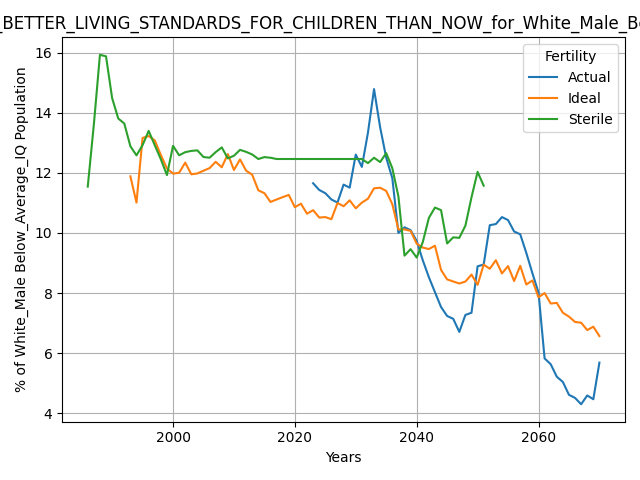 _BETTER_LIVING_STANDARDS_FOR_CHILDREN_THAN_NOW_for_White_Male_Be
Fertility
Actual
Ideal
Sterile
% of White_Male Below_Average_IQ Population
16
14
12
10
8
6
4
2000 2020 2040 2060
Years